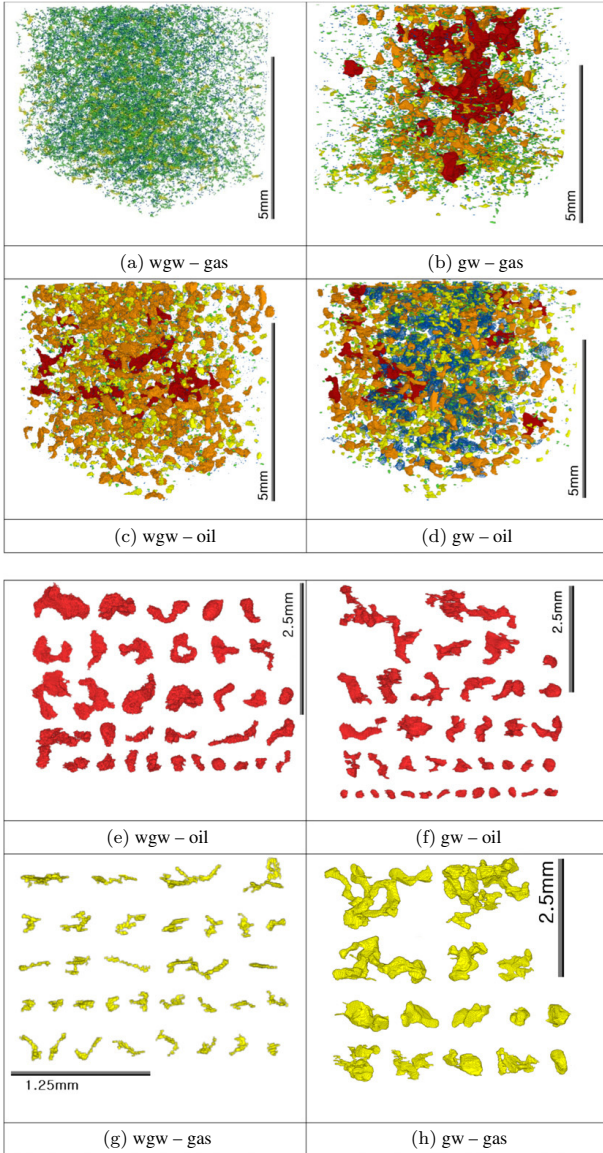 5mm
5mm
(a) wgw – gas
(b) gw – gas
5mm
5mm
(c) wgw – oil
(d) gw – oil
2.5mm
2.5mm
(e) wgw – oil
(f) gw – oil
2.5mm
1.25mm
(g) wgw – gas
(h) gw – gas